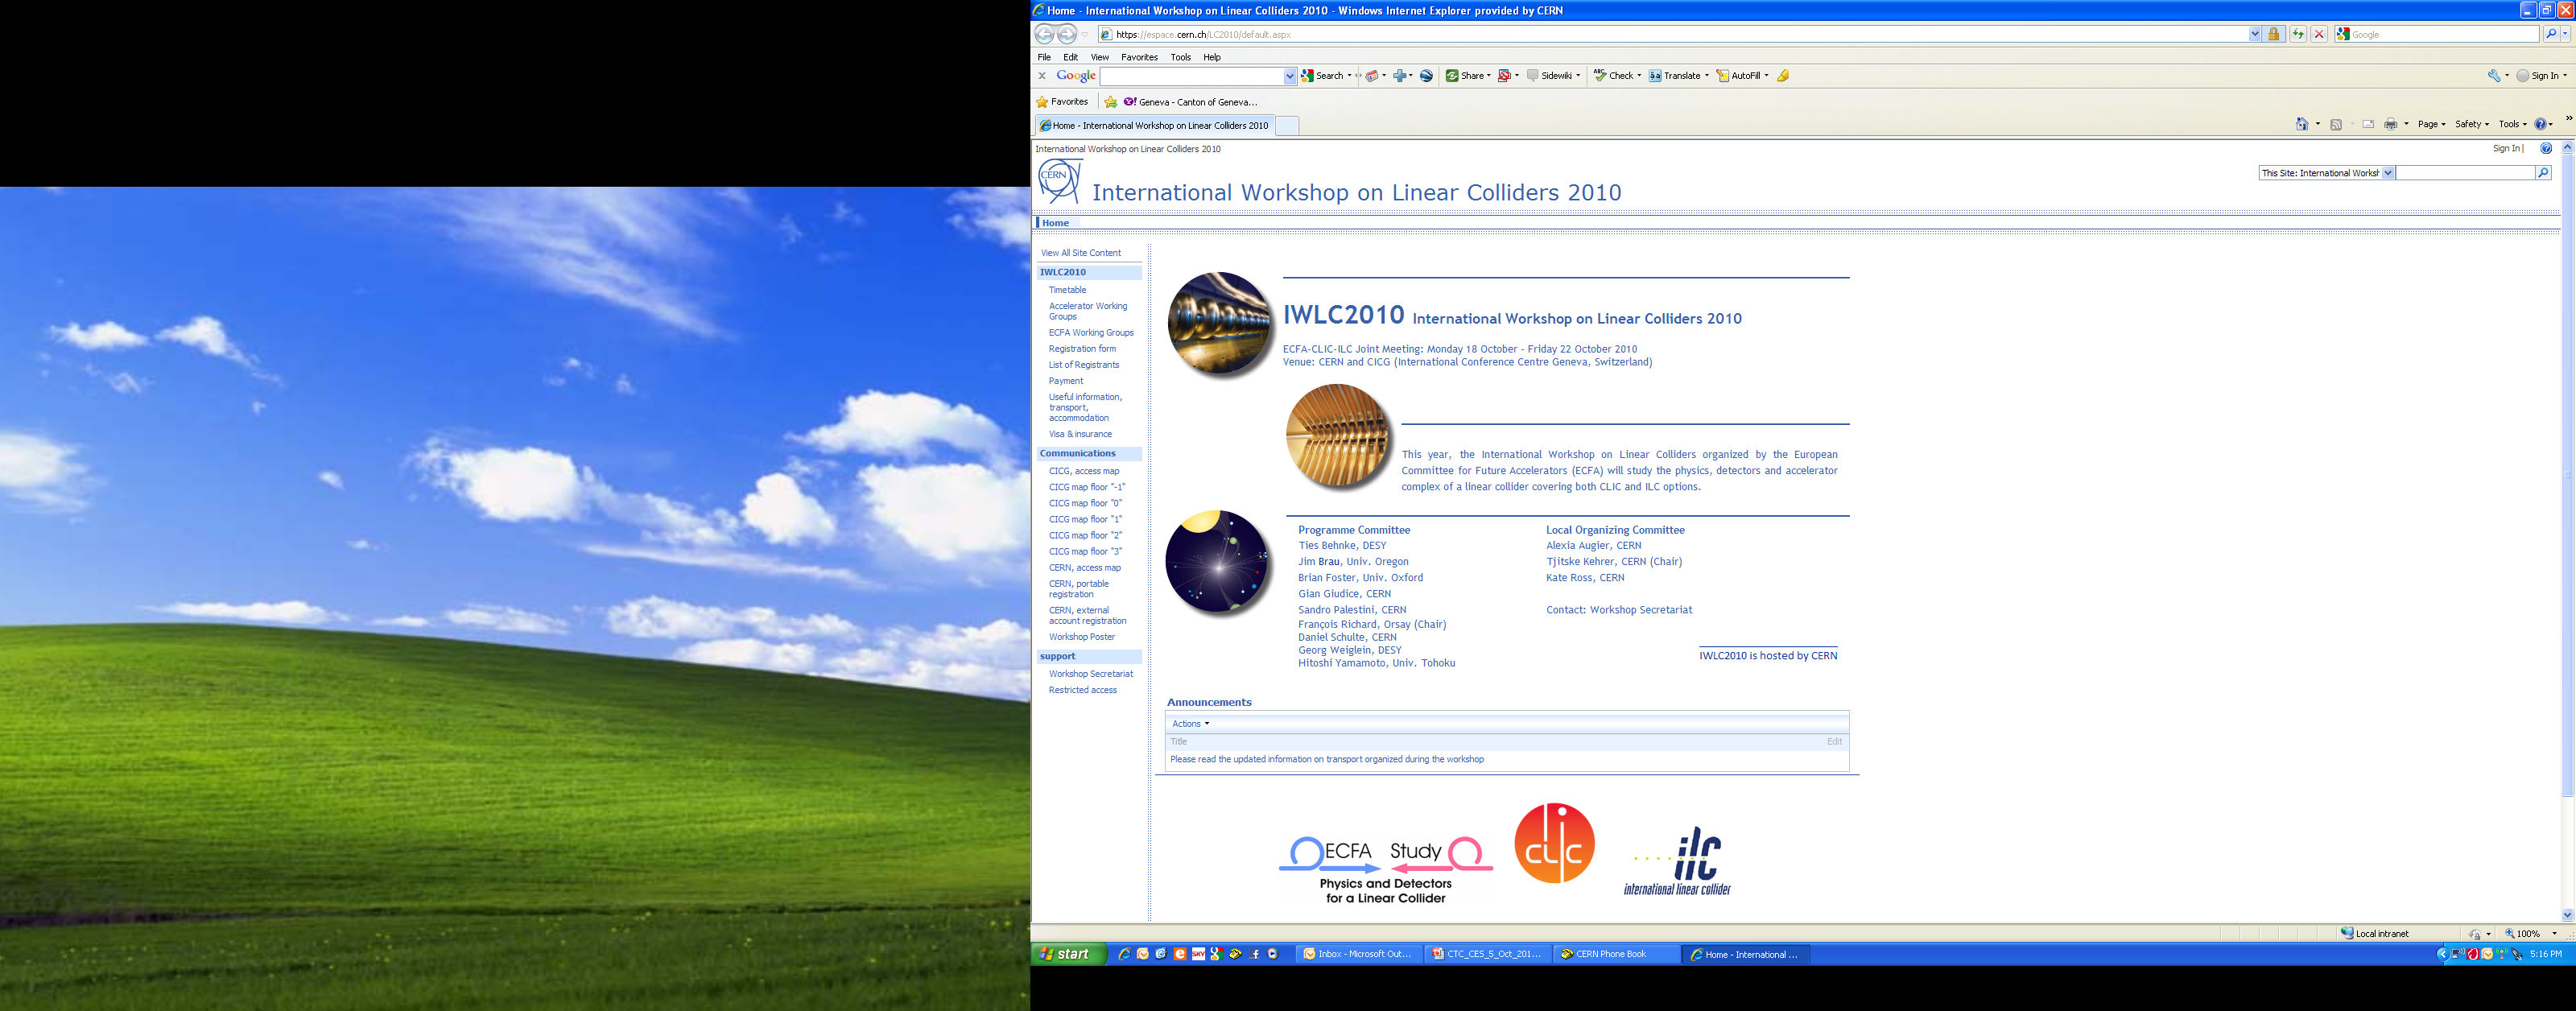 Home - International Workshop on Linear Colliders 2010 - Windows Internet Explorer provided by CERN
https://espace.cern.ch/LC2010/default.aspx
Google
File Edit View Favorites Tools Help
x Google Search Share Sidewiki Check Translate AutoFill Sign In
Favorites Geneva - Canton of Geneva...
Home - International Workshop on Linear Colliders 2010
Page Safety Tools
International Workshop on Linear Colliders 2010
Sign In |
CERN
International Workshop on Linear Colliders 2010
This Site: International Worksh
Home
View All Site Content
IWLC2010
Timetable
Accelerator Working
Groups
ECFA Working Groups
Registration form
List of Registrants
Payment
Useful information,
transport,
accommodation
Visa & insurance
Communications
CICG, access map
CICG map floor "-1"
CICG map floor "0"
CICG map floor "1"
CICG map floor "2"
CICG map floor "3"
CERN, access map
CERN, portable
registration
CERN, external
account registration
Workshop Poster
support
Workshop Secretariat
Restricted access
IWLC2010 International Workshop on Linear Colliders 2010
ECFA-CLIC-ILC Joint Meeting: Monday 18 October - Friday 22 October 2010
Venue: CERN and CICG (International Conference Centre Geneva, Switzerland)
This year, the International Workshop on Linear Colliders organized by the European
Committee for Future Accelerators (ECFA) will study the physics, detectors and accelerator
complex of a linear collider covering both CLIC and ILC options.
Programme Committee
Ties Behnke, DESY
Jim Brau, Univ. Oregon
Brian Foster, Univ. Oxford
Gian Giudice, CERN
Sandro Palestini, CERN
François Richard, Orsay (Chair)
Daniel Schulte, CERN
Georg Weiglein, DESY
Hitoshi Yamamoto, Univ. Tohoku
Local Organizing Committee
Alexia Augier, CERN
Tjitske Kehrer, CERN (Chair)
Kate Ross, CERN
Contact: Workshop Secretariat
IWLC2010 is hosted by CERN
Announcements
Actions
Title Edit
Please read the updated information on transport organized during the workshop
ECFA Study
Physics and Detectors
for a Linear Collider
clic
ilc
international linear collider
Local intranet 100%
start
Inbox - Microsoft Out...
CTC_CES_5_Oct_201...
CERN Phone Book
Home - International ...
5:16 PM